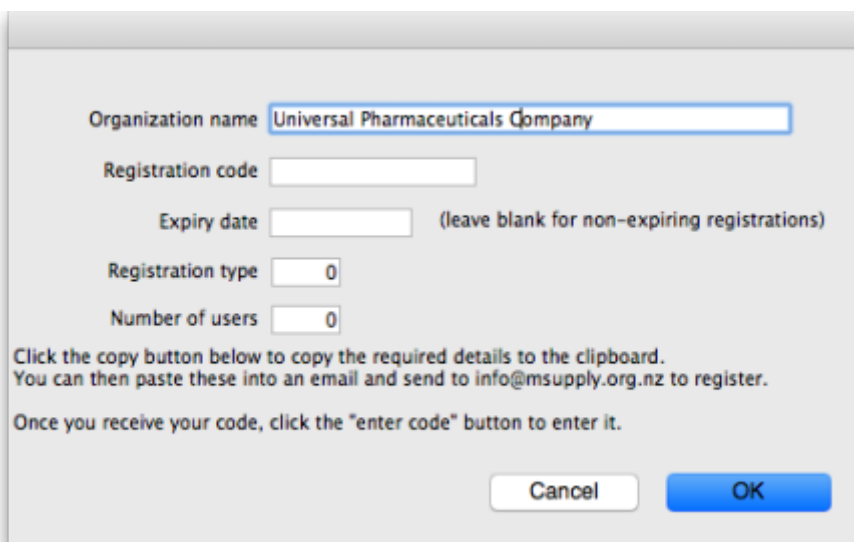 Organization name Universal Pharmaceuticals Company
Registration code
Expiry date (leave blank for non-expiring registrations)
Registration type 0
Number of users 0
Click the copy button below to copy the required details to the clipboard.
You can then paste these into an email and send to info@msupply.org.nz to register.
Once you receive your code, click the "enter code" button to enter it.
Cancel OK